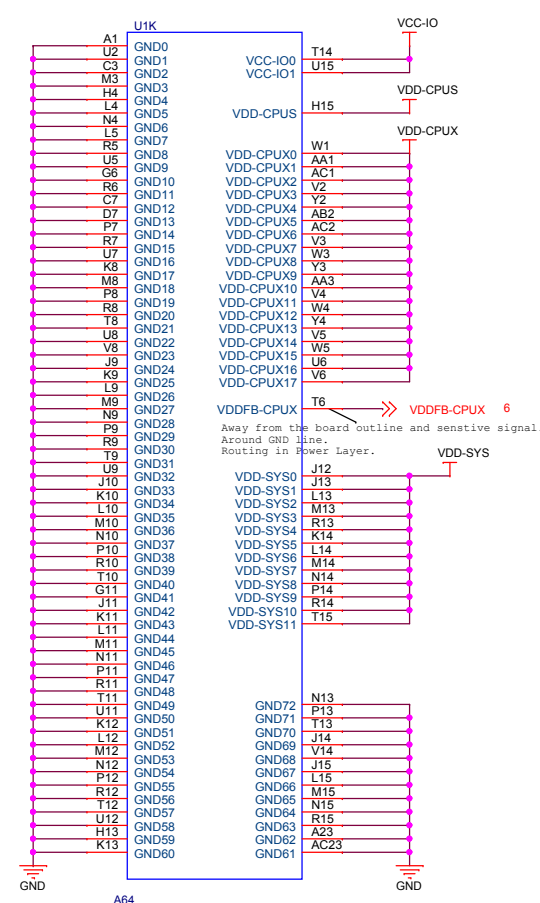 U1K
A1 GND0
U2 GND1
C3 GND2
M3 GND3
H4 GND4
L4 GND5
N4 GND6
L5 GND7
R5 GND8
U5 GND9
G6 GND10
R6 GND11
C7 GND12
D7 GND13
P7 GND14
R7 GND15
U7 GND16
K8 GND17
M8 GND18
P8 GND19
R8 GND20
T8 GND21
U8 GND22
V8 GND23
J9 GND24
K9 GND25
L9 GND26
M9 GND27
N9 GND28
P9 GND29
R9 GND30
T9 GND31
U9 GND32
J10 GND33
K10 GND34
L10 GND35
M10 GND36
N10 GND37
P10 GND38
R10 GND39
T10 GND40
G11 GND41
J11 GND42
K11 GND43
L11 GND44
M11 GND45
N11 GND46
P11 GND47
R11 GND48
T11 GND49
U11 GND50
K12 GND51
L12 GND52
M12 GND53
N12 GND54
P12 GND55
R12 GND56
T12 GND57
U12 GND58
H13 GND59
K13 GND60
GND
VCC-IO
VCC-IO0 T14
VCC-IO1 U15
VDD-CPUS
VDD-CPUS H15
VDD-CPUX
VDD-CPUX0 W1
VDD-CPUX1 AA1
VDD-CPUX2 AC1
VDD-CPUX3 V2
VDD-CPUX4 Y2
VDD-CPUX5 AB2
VDD-CPUX6 AC2
VDD-CPUX7 V3
VDD-CPUX8 W3
VDD-CPUX9 Y3
VDD-CPUX10 AA3
VDD-CPUX11 V4
VDD-CPUX12 W4
VDD-CPUX13 Y4
VDD-CPUX14 V5
VDD-CPUX15 W5
VDD-CPUX16 U6
VDD-CPUX17 V6
VDDFB-CPUX T6 VDDFB-CPUX 6
Away from the board outline and senstive signal.
Around GND line.
Routing in Power Layer.
VDD-SYS
VDD-SYS0 J12
VDD-SYS1 J13
VDD-SYS2 L13
VDD-SYS3 M13
VDD-SYS4 R13
VDD-SYS5 K14
VDD-SYS6 L14
VDD-SYS7 M14
VDD-SYS8 N14
VDD-SYS9 P14
VDD-SYS10 R14
VDD-SYS11 T15
GND72 N13
GND71 P13
GND70 T13
GND69 J14
GND68 V14
GND67 J15
GND66 L15
GND65 M15
GND64 N15
GND63 R15
GND62 A23
GND61 AC23
GND
A64